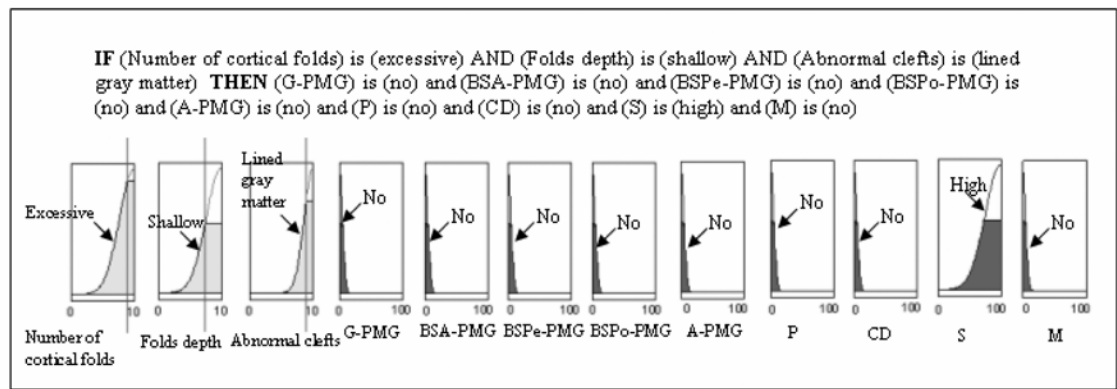 IF (Number of cortical folds) is (excessive) AND (Folds depth) is (shallow) AND (Abnormal clefts) is (lined
gray matter) THEN (G-PMG) is (no) and (BSA-PMG) is (no) and (BSPe-PMG) is (no) and (BSPo-PMG) is
(no) and (A-PMG) is (no) and (P) is (no) and (CD) is (no) and (S) is (high) and (M) is (no)
Excessive
Shallow
Lined
gray
matter
No
No
No
No
No
No
No
High
No
0 10
0 10
0 10
0 100
0 100
0 100
0 100
0 100
0 100
0 100
0 100
0 100
Number of
cortical folds
Folds depth
Abnormal clefts
G-PMG
BSA-PMG
BSPe-PMG
BSPo-PMG
A-PMG
P
CD
S
M